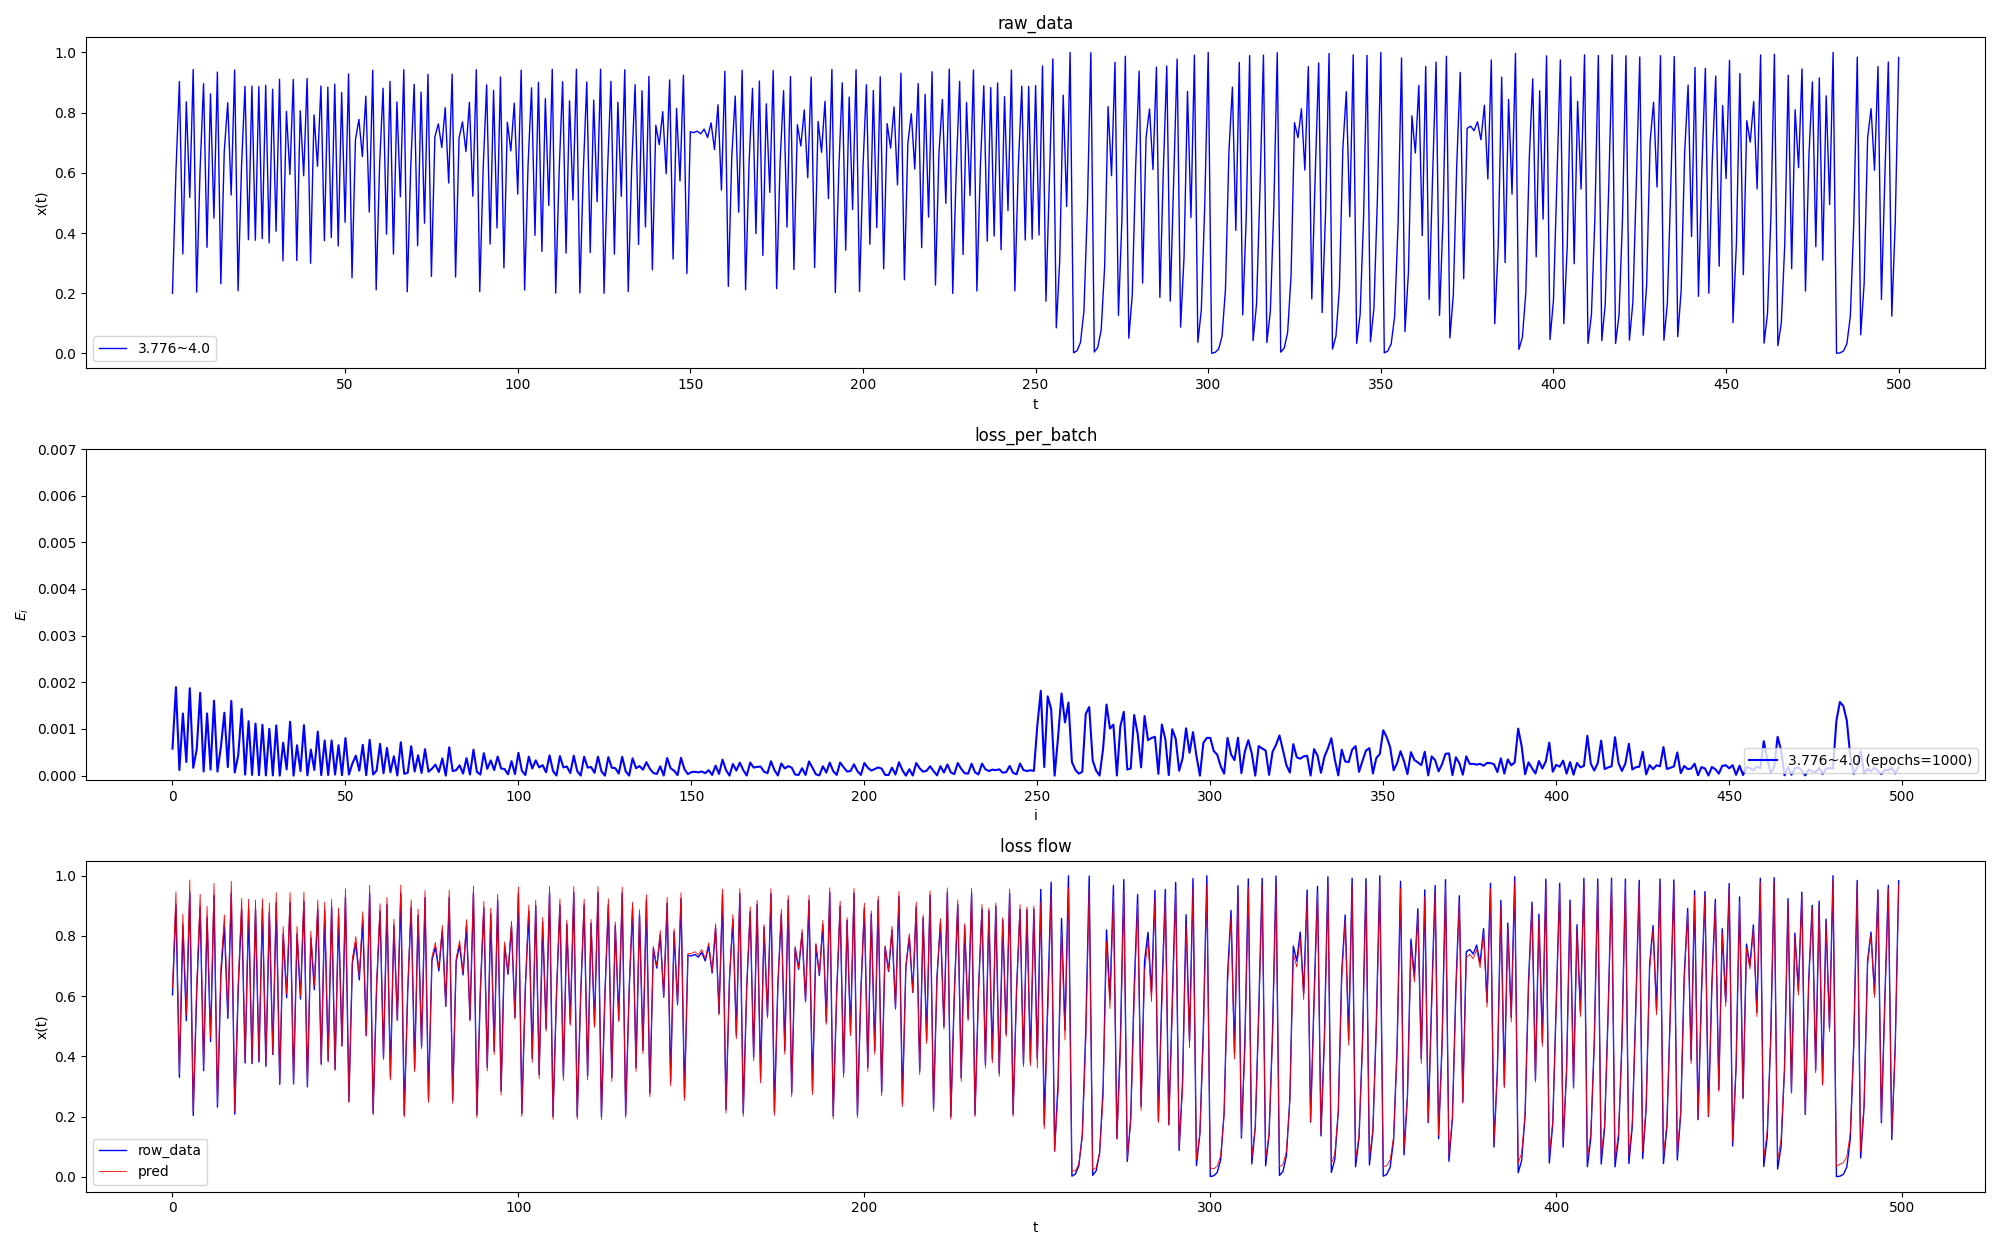 raw_data
1.0
0.8
0.6
0.4
0.2
0.0
x(t)
3.776~4.0
50 100 150 200 250 300 350 400 450 500
t
loss_per_batch
0.007
0.006
0.005
0.004
0.003
0.002
0.001
0.000
E_i
3.776~4.0 (epochs=1000)
0 50 100 150 200 250 300 350 400 450 500
i
loss flow
1.0
0.8
0.6
0.4
0.2
0.0
x(t)
row_data
pred
0 100 200 300 400 500
t